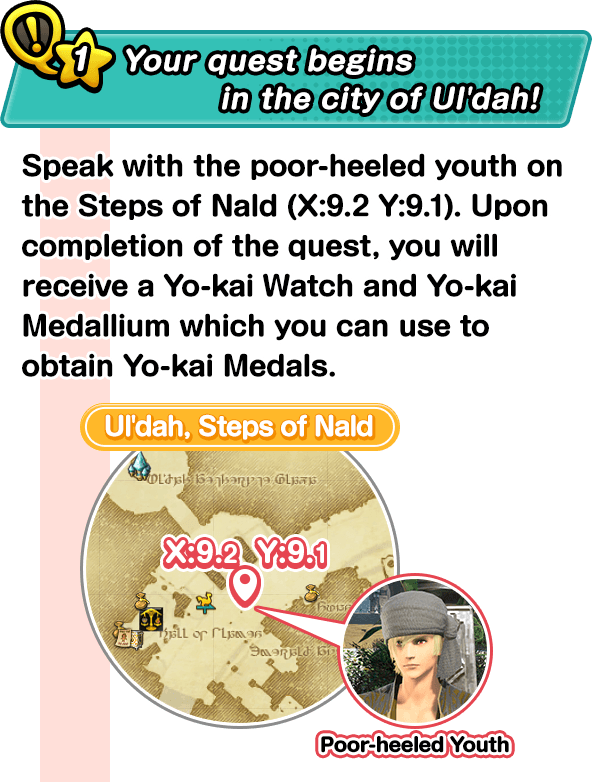 1
Your quest begins
in the city of Ul'dah!
Speak with the poor-heeled youth on
the Steps of Nald (X:9.2 Y:9.1). Upon
completion of the quest, you will
receive a Yo-kai Watch and Yo-kai
Medallium which you can use to
obtain Yo-kai Medals.
Ul'dah, Steps of Nald
X:9.2 Y:9.1
Poor-heeled Youth